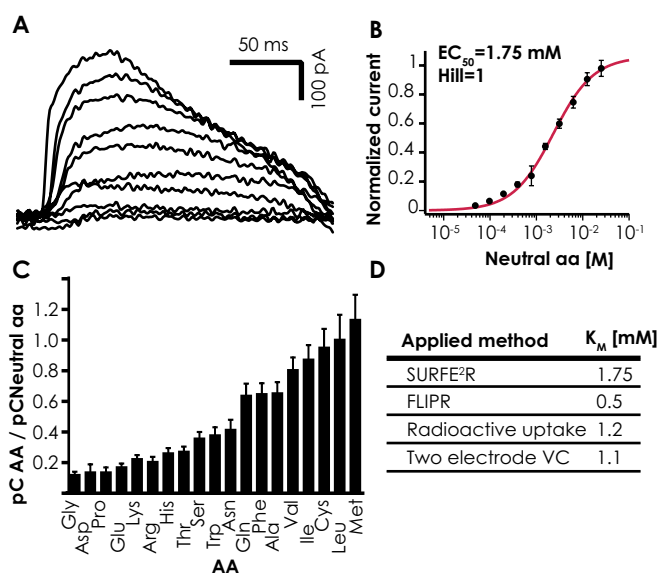 A
50 ms
100 pA
B
EC50=1.75 mM
Hill=1
Normalized current
1
0.8
0.6
0.4
0.2
0
10-5
10-4
10-3
10-2
10-1
Neutral aa [M]
C
pC AA / pCNeutral aa
1.2
1.0
0.8
0.6
0.4
0.2
Gly
Asp
Pro
Glu
Lys
Arg
His
Thr
Ser
Trp
Asn
Gln
Phe
Ala
Val
Ile
Cys
Leu
Met
AA
D
Applied method KM [mM]
SURFE²R 1.75
FLIPR 0.5
Radioactive uptake 1.2
Two electrode VC 1.1